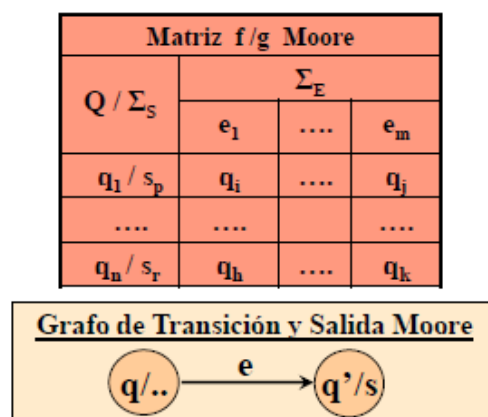 Matriz f/g Moore
Q / Σ_S Σ_E
e_1 .... e_m
q_1 / s_p q_i .... q_j
.... .... ....
q_n / s_r q_h .... q_k
Grafo de Transición y Salida Moore
q/.. e q'/s